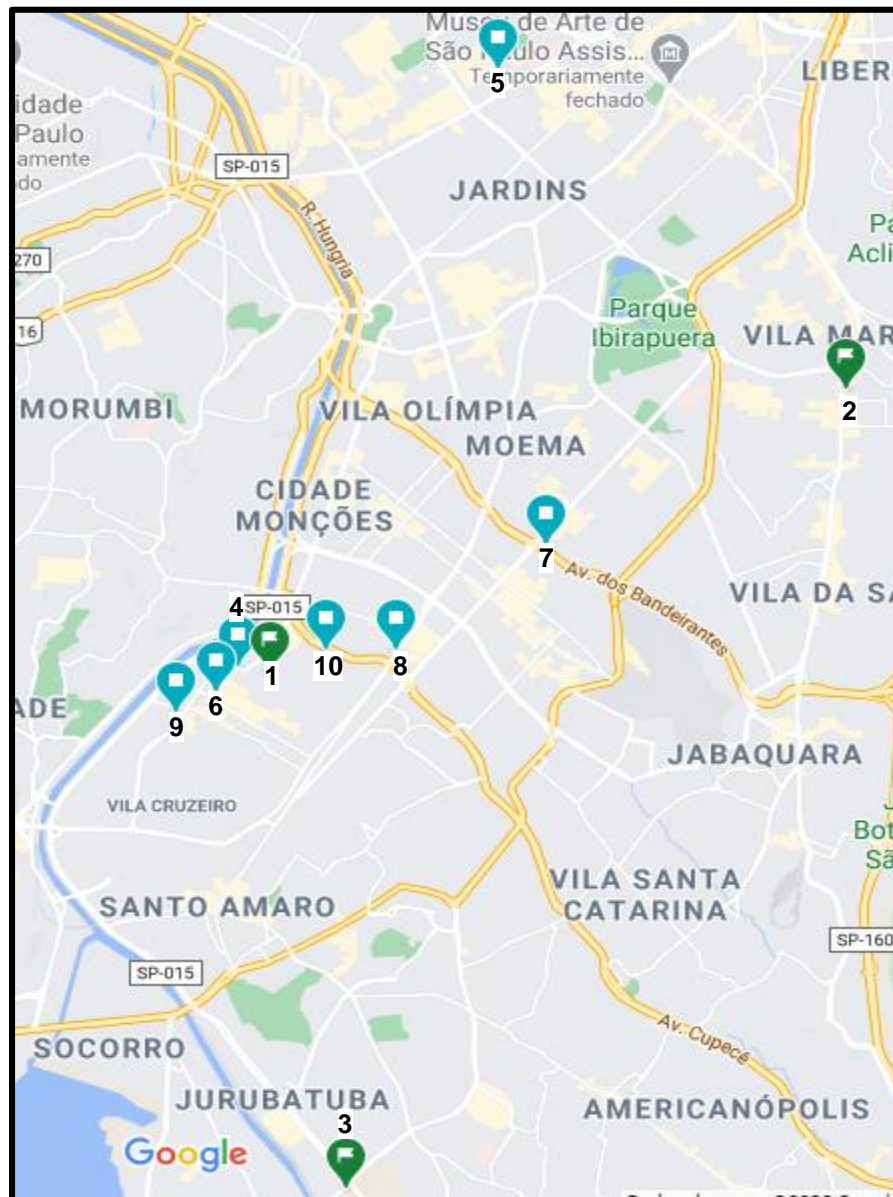 Museu de Arte de
São Paulo Assis...
Temporariamente
fechado
5
LIBER
idade
Paulo
amente
do
SP-015
JARDINS
R. Hungria
Pa
Acli
270
16
Parque
Ibirapuera
VILA MAR
2
MORUMBI
VILA OLÍMPIA
MOEMA
CIDADE
MONÇÕES
7
Av. dos Bandeirantes
VILA DA SA
4
SP-015
1
10
8
6
9
ADE
JABAQUARA
VILA CRUZEIRO
Bot
Sã
VILA SANTA
CATARINA
SANTO AMARO
SP-160
SP-015
Av. Cupecê
SOCORRO
JURUBATUBA
AMERICANÓPOLIS
3
Google